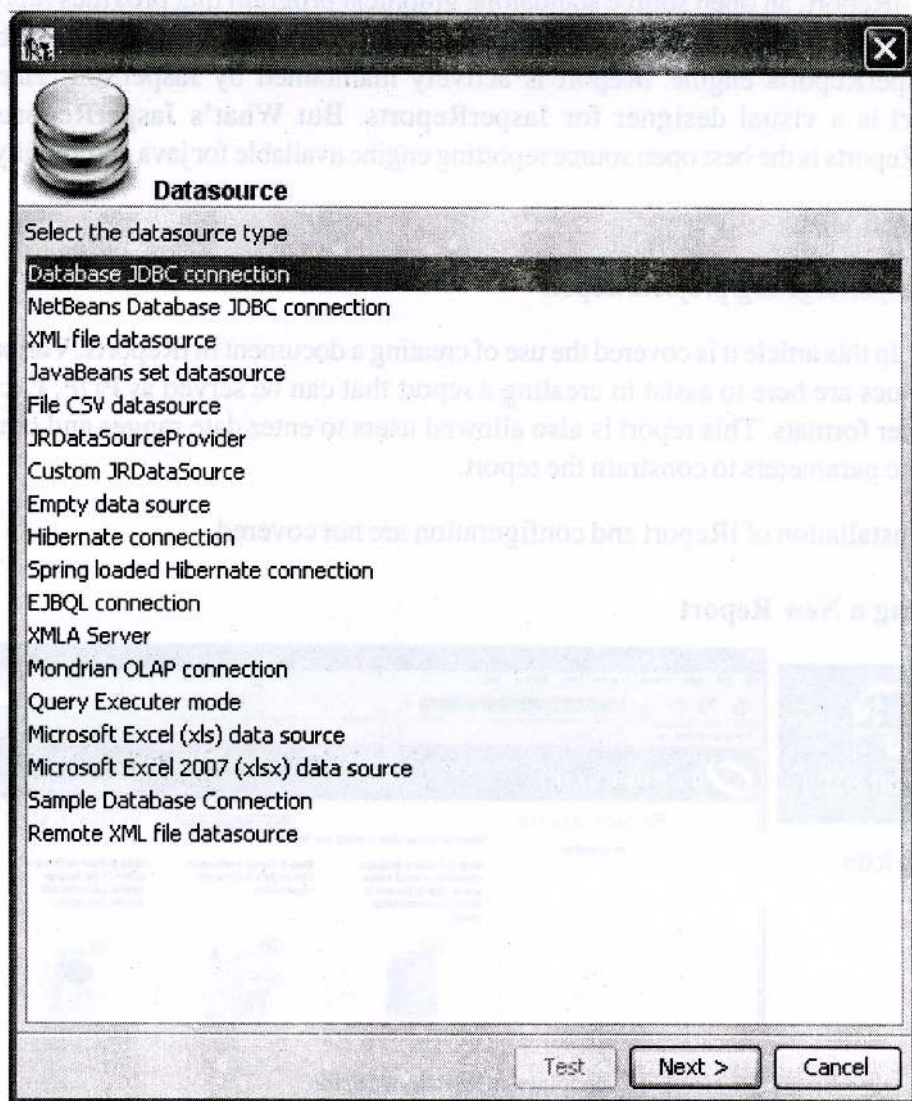 Datasource
Select the datasource type
Database JDBC connection
NetBeans Database JDBC connection
XML file datasource
JavaBeans set datasource
File CSV datasource
JRDataSourceProvider
Custom JRDataSource
Empty data source
Hibernate connection
Spring loaded Hibernate connection
EJBQL connection
XMLA Server
Mondrian OLAP connection
Query Executer mode
Microsoft Excel (xls) data source
Microsoft Excel 2007 (xlsx) data source
Sample Database Connection
Remote XML file datasource
Test
Next >
Cancel